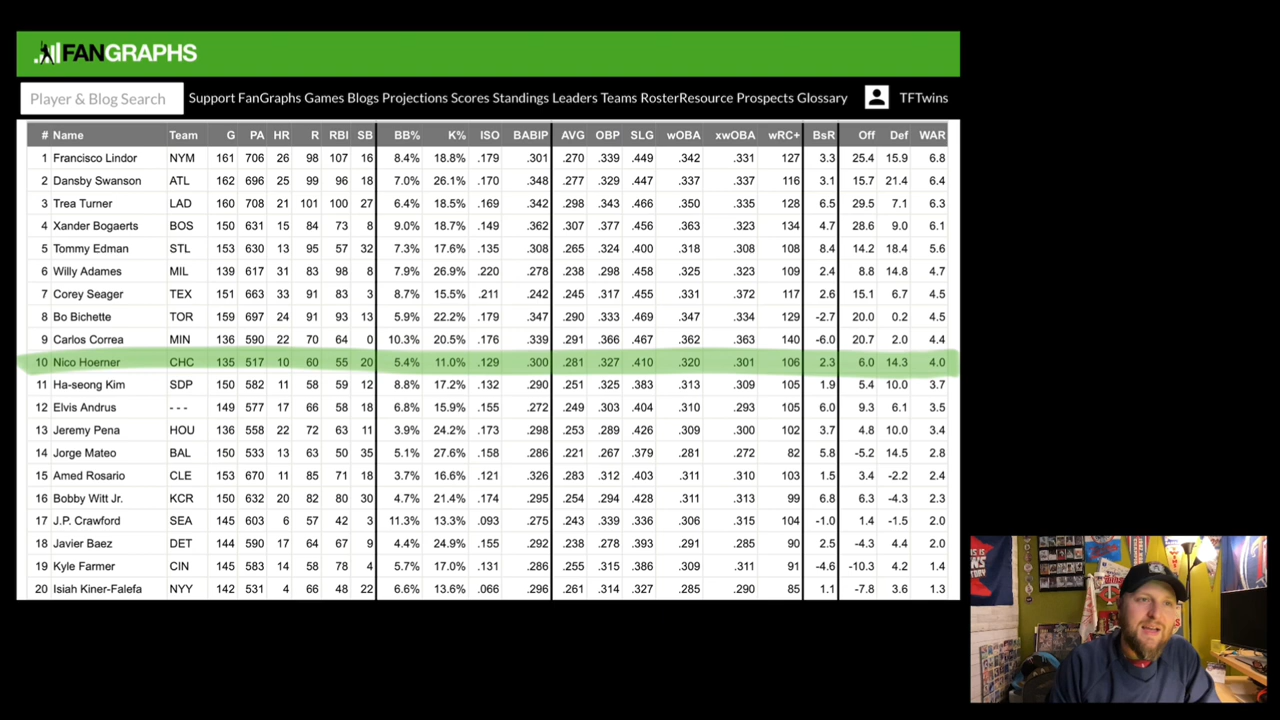 FANGRAPHS
Player & Blog Search Support FanGraphs Games Blogs Projections Scores Standings Leaders Teams RosterResource Prospects Glossary TFTwins
# Name Team G PA HR R RBI SB BB% K% ISO BABIP AVG OBP SLG wOBA xwOBA wRC+ BsR Off Def WAR
1 Francisco Lindor NYM 161 706 26 98 107 16 8.4% 18.8% .179 .301 .270 .339 .449 .342 .331 127 3.3 25.4 15.9 6.8
2 Dansby Swanson ATL 162 696 25 99 96 18 7.0% 26.1% .170 .348 .277 .329 .447 .337 .337 116 3.1 15.7 21.4 6.4
3 Trea Turner LAD 160 708 21 101 100 27 6.4% 18.5% .169 .342 .298 .343 .466 .350 .335 128 6.5 29.5 7.1 6.3
4 Xander Bogaerts BOS 150 631 15 84 73 8 9.0% 18.7% .149 .362 .307 .377 .456 .363 .323 134 4.7 28.6 9.0 6.1
5 Tommy Edman STL 153 630 13 95 57 32 7.3% 17.6% .135 .308 .265 .324 .400 .318 .308 108 8.4 14.2 18.4 5.6
6 Willy Adames MIL 139 617 31 83 98 8 7.9% 26.9% .220 .278 .238 .298 .458 .325 .323 109 2.4 8.8 14.8 4.7
7 Corey Seager TEX 151 663 33 91 83 3 8.7% 15.5% .211 .242 .245 .317 .455 .331 .372 117 2.6 15.1 6.7 4.5
8 Bo Bichette TOR 159 697 24 91 93 13 5.9% 22.2% .179 .347 .290 .333 .469 .347 .334 129 -2.7 20.0 0.2 4.5
9 Carlos Correa MIN 136 590 22 70 64 0 10.3% 20.5% .176 .339 .291 .366 .467 .362 .363 140 -6.0 20.7 2.0 4.4
10 Nico Hoerner CHC 135 517 10 60 55 20 5.4% 11.0% .129 .300 .281 .327 .410 .320 .301 106 2.3 6.0 14.3 4.0
11 Ha-seong Kim SDP 150 582 11 58 59 12 8.8% 17.2% .132 .290 .251 .325 .383 .313 .309 105 1.9 5.4 10.0 3.7
12 Elvis Andrus - - - 149 577 17 66 58 18 6.8% 15.9% .155 .272 .249 .303 .404 .310 .293 105 6.0 9.3 6.1 3.5
13 Jeremy Pena HOU 136 558 22 72 63 11 3.9% 24.2% .173 .298 .253 .289 .426 .309 .300 102 3.7 4.8 10.0 3.4
14 Jorge Mateo BAL 150 533 13 63 50 35 5.1% 27.6% .158 .286 .221 .267 .379 .281 .272 82 5.8 -5.2 14.5 2.8
15 Amed Rosario CLE 153 670 11 85 71 18 3.7% 16.6% .121 .326 .283 .312 .403 .311 .310 103 1.5 3.4 -2.2 2.4
16 Bobby Witt Jr. KCR 150 632 20 82 80 30 4.7% 21.4% .174 .295 .254 .294 .428 .311 .313 99 6.8 6.3 -4.3 2.3
17 J.P. Crawford SEA 145 603 6 57 42 3 11.3% 13.3% .093 .275 .243 .339 .336 .306 .315 104 -1.0 1.4 -1.5 2.0
18 Javier Baez DET 144 590 17 64 67 9 4.4% 24.9% .155 .292 .238 .278 .393 .291 .285 90 2.5 -4.3 4.4 2.0
19 Kyle Farmer CIN 145 583 14 58 78 4 5.7% 17.0% .131 .286 .255 .315 .386 .309 .311 91 -4.6 -10.3 4.2 1.4
20 Isiah Kiner-Falefa NYY 142 531 4 66 48 22 6.6% 13.6% .066 .296 .261 .314 .327 .285 .290 85 1.1 -7.8 3.6 1.3